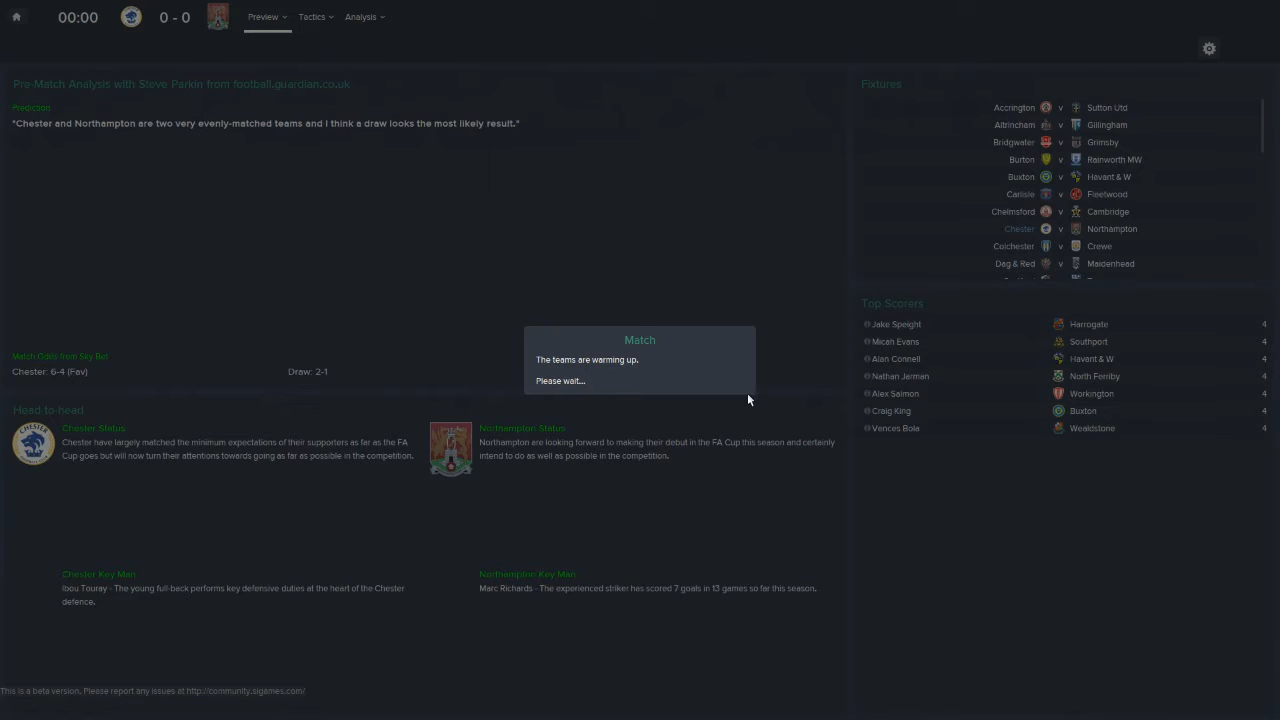 00:00 0 - 0 Preview Tactics Analysis
Pre-Match Analysis with Steve Parkin from football.guardian.co.uk
Prediction
"Chester and Northampton are two very evenly-matched teams and I think a draw looks the most likely result."
Match Odds from Sky Bet
Chester: 6-4 (Fav) Draw: 2-1
Match
The teams are warming up.
Please wait...
Head-to-head
CHESTER
Chester Status
Chester have largely matched the minimum expectations of their supporters as far as the FA
Cup goes but will now turn their attentions towards going as far as possible in the competition.
Northampton Status
Northampton are looking forward to making their debut in the FA Cup this season and certainly
intend to do as well as possible in the competition.
Chester Key Man
Ibou Touray - The young full-back performs key defensive duties at the heart of the Chester
defence.
Northampton Key Man
Marc Richards - The experienced striker has scored 7 goals in 13 games so far this season.
Fixtures
Accrington v Sutton Utd
Altrincham v Gillingham
Bridgwater v Grimsby
Burton v Rainworth MW
Buxton v Havant & W
Carlisle v Fleetwood
Chelmsford v Cambridge
Chester v Northampton
Colchester v Crewe
Dag & Red v Maidenhead
Top Scorers
Jake Speight Harrogate 4
Micah Evans Southport 4
Alan Connell Havant & W 4
Nathan Jarman North Ferriby 4
Alex Salmon Workington 4
Craig King Buxton 4
Vences Bola Wealdstone 4
This is a beta version. Please report any issues at http://community.sigames.com/